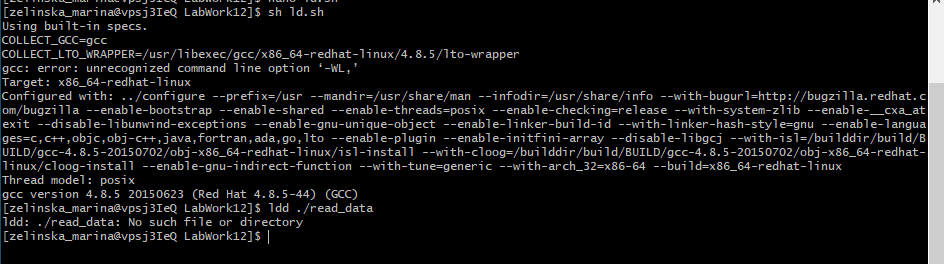 [zelinska_marina@vpsj3IeQ LabWork12]$ sh ld.sh
Using built-in specs.
COLLECT_GCC=gcc
COLLECT_LTO_WRAPPER=/usr/libexec/gcc/x86_64-redhat-linux/4.8.5/lto-wrapper
gcc: error: unrecognized command line option ‘-WL,’
Target: x86_64-redhat-linux
Configured with: ../configure --prefix=/usr --mandir=/usr/share/man --infodir=/usr/share/info --with-bugurl=http://bugzilla.redhat.c
om/bugzilla --enable-bootstrap --enable-shared --enable-threads=posix --enable-checking=release --with-system-zlib --enable-__cxa_at
exit --disable-libunwind-exceptions --enable-gnu-unique-object --enable-linker-build-id --with-linker-hash-style=gnu --enable-langua
ges=c,c++,objc,obj-c++,java,fortran,ada,go,lto --enable-plugin --enable-initfini-array --disable-libgcj --with-isl=/builddir/build/B
UILD/gcc-4.8.5-20150702/obj-x86_64-redhat-linux/isl-install --with-cloog=/builddir/build/BUILD/gcc-4.8.5-20150702/obj-x86_64-redhat-
linux/cloog-install --enable-gnu-indirect-function --with-tune=generic --with-arch_32=x86-64 --build=x86_64-redhat-linux
Thread model: posix
gcc version 4.8.5 20150623 (Red Hat 4.8.5-44) (GCC)
[zelinska_marina@vpsj3IeQ LabWork12]$ ldd ./read_data
ldd: ./read_data: No such file or directory
[zelinska_marina@vpsj3IeQ LabWork12]$